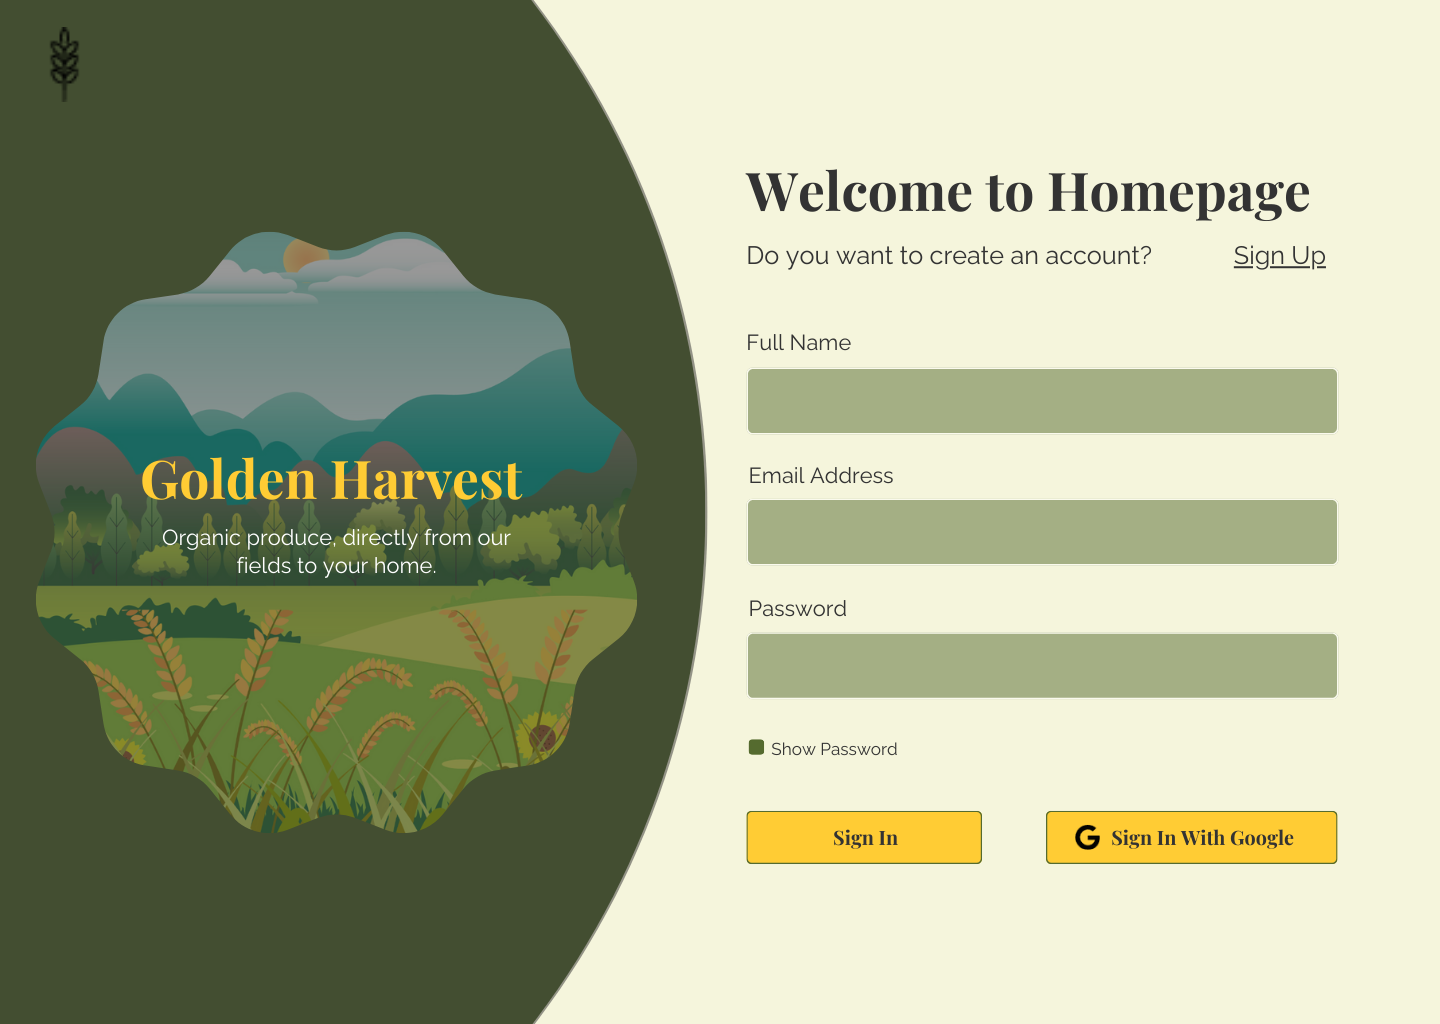 Golden Harvest
Organic produce, directly from our
fields to your home.
Welcome to Homepage
Do you want to create an account? Sign Up
Full Name
Email Address
Password
Show Password
Sign In
G Sign In With Google